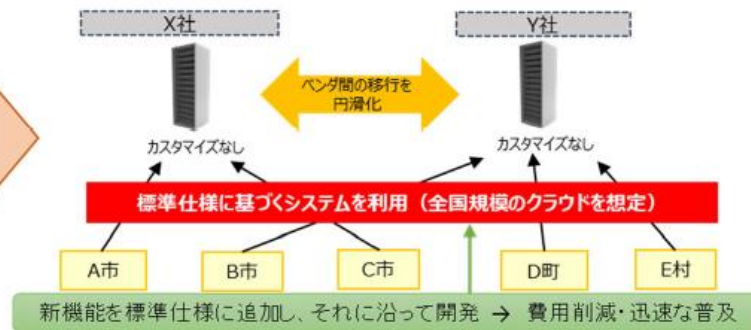 X社
Y社
ベンダ間の移行を
円滑化
カスタマイズなし
カスタマイズなし
標準仕様に基づくシステムを利用（全国規模のクラウドを想定）
A市
B市
C市
D町
E村
新機能を標準仕様に追加し、それに沿って開発 → 費用削減・迅速な普及